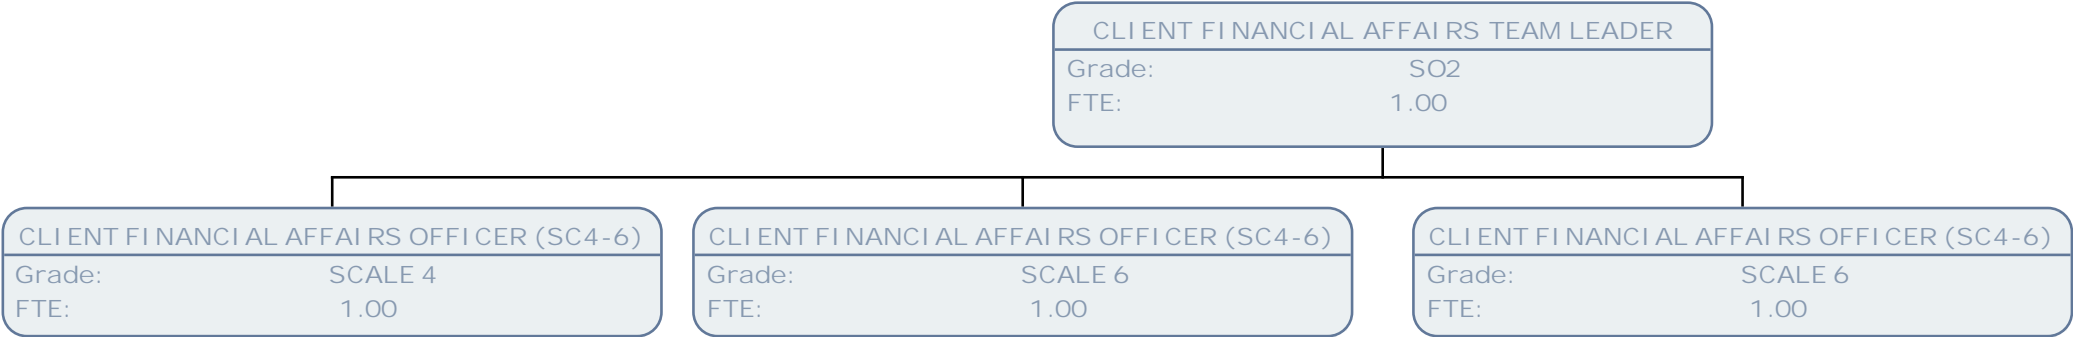 CLIENT FINANCIAL AFFAIRS TEAM LEADER
Grade: SO2
FTE: 1.00
CLIENT FINANCIAL AFFAIRS OFFICER (SC4-6)
Grade: SCALE 4
FTE: 1.00
CLIENT FINANCIAL AFFAIRS OFFICER (SC4-6)
Grade: SCALE 6
FTE: 1.00
CLIENT FINANCIAL AFFAIRS OFFICER (SC4-6)
Grade: SCALE 6
FTE: 1.00